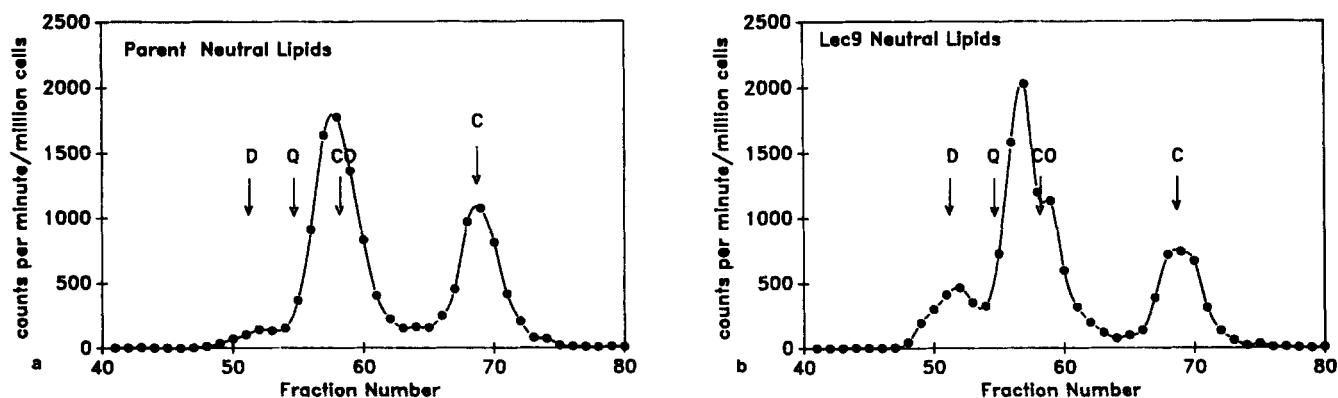 Parent Neutral Lipids
counts per minute/million cells
2500
2000
1500
1000
500
0
D
Q
CO
C
a
40
50
60
70
80
Fraction Number
Lec9 Neutral Lipids
counts per minute/million cells
2500
2000
1500
1000
500
0
D
Q
CO
C
b
40
50
60
70
80
Fraction Number